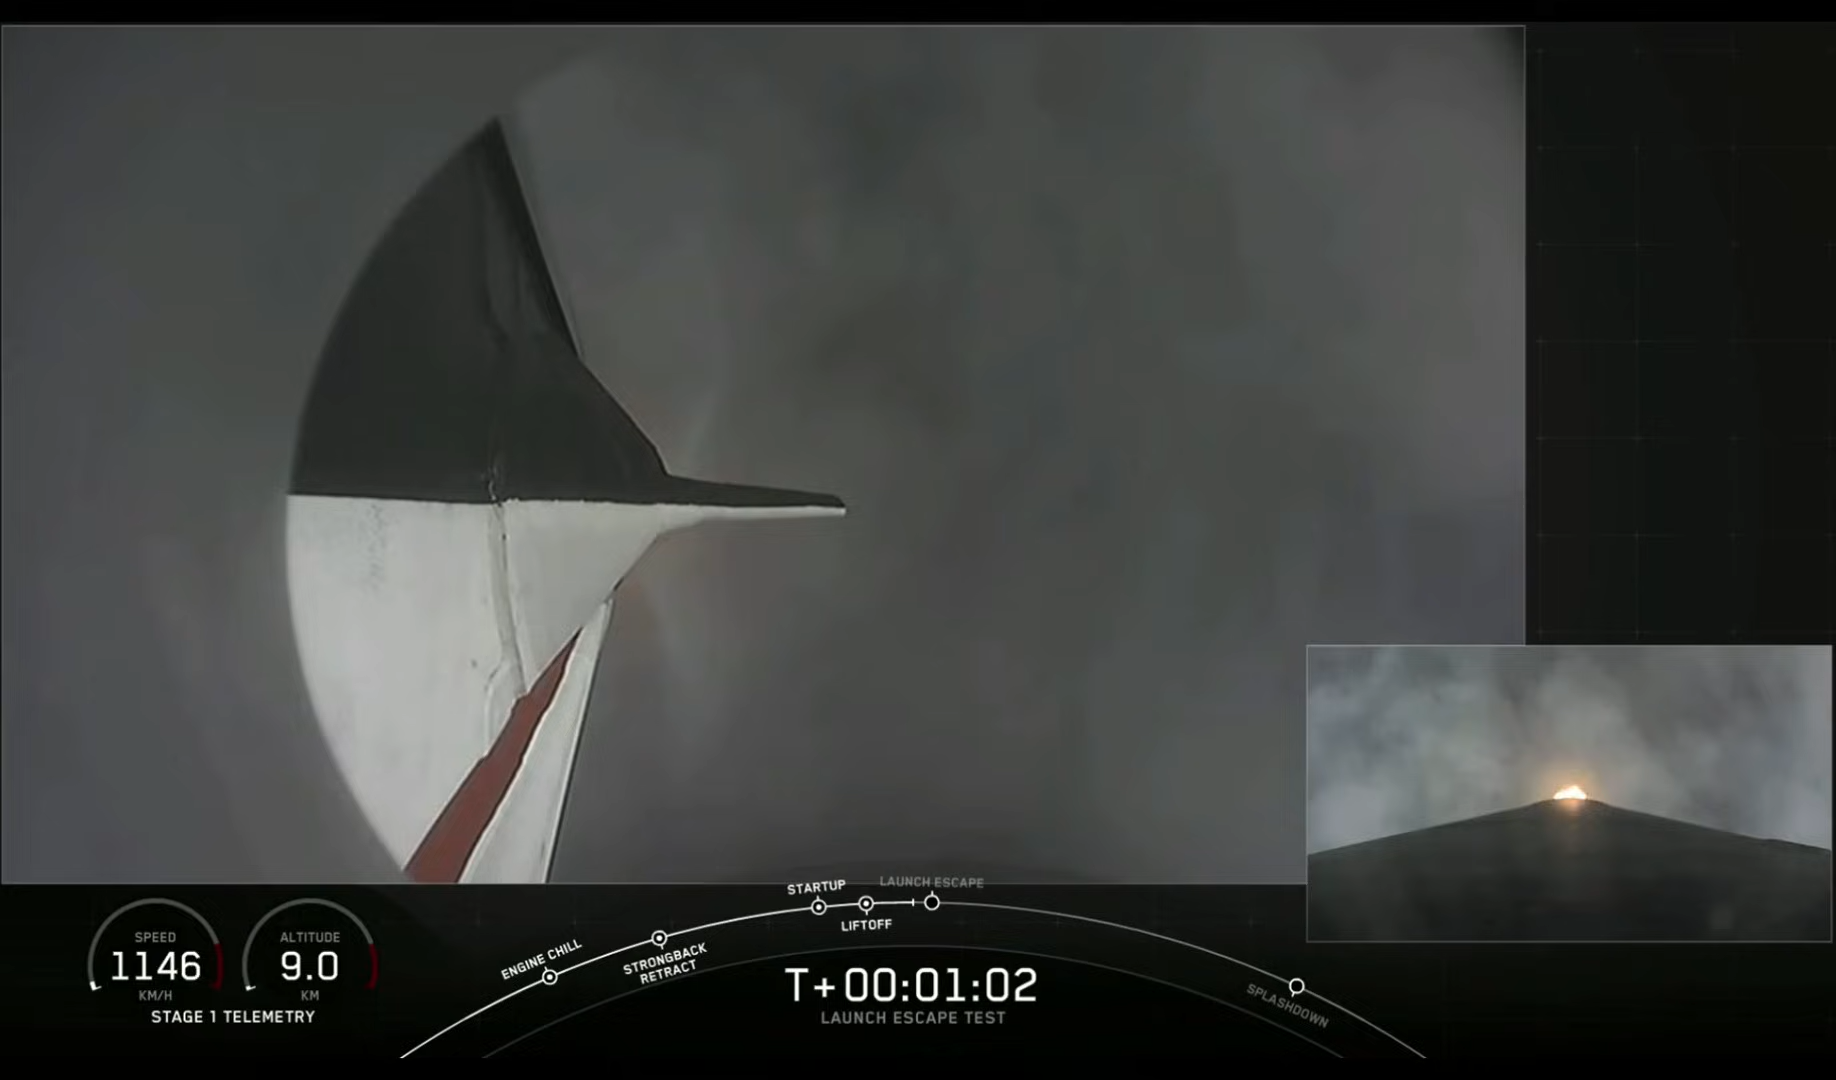 STARTUP
LAUNCH ESCAPE
LIFTOFF
ENGINE CHILL
STRONGBACK
RETRACT
SPEED
1146
KM/H
ALTITUDE
9.0
KM
STAGE 1 TELEMETRY
T+00:01:02
LAUNCH ESCAPE TEST
SPLASHDOWN